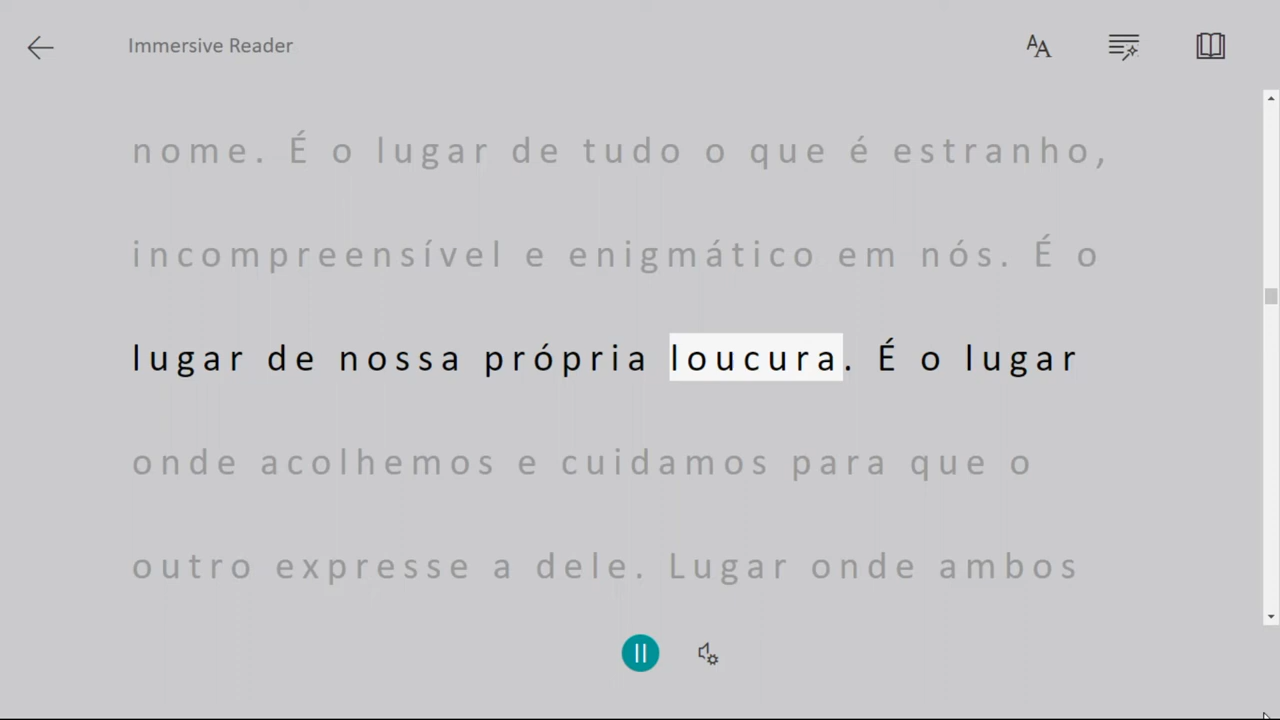 Immersive Reader
nome. É o lugar de tudo o que é estranho,
incompreensível e enigmático em nós. É o
lugar de nossa própria loucura. É o lugar
onde acolhemos e cuidamos para que o
outro expresse a dele. Lugar onde ambos